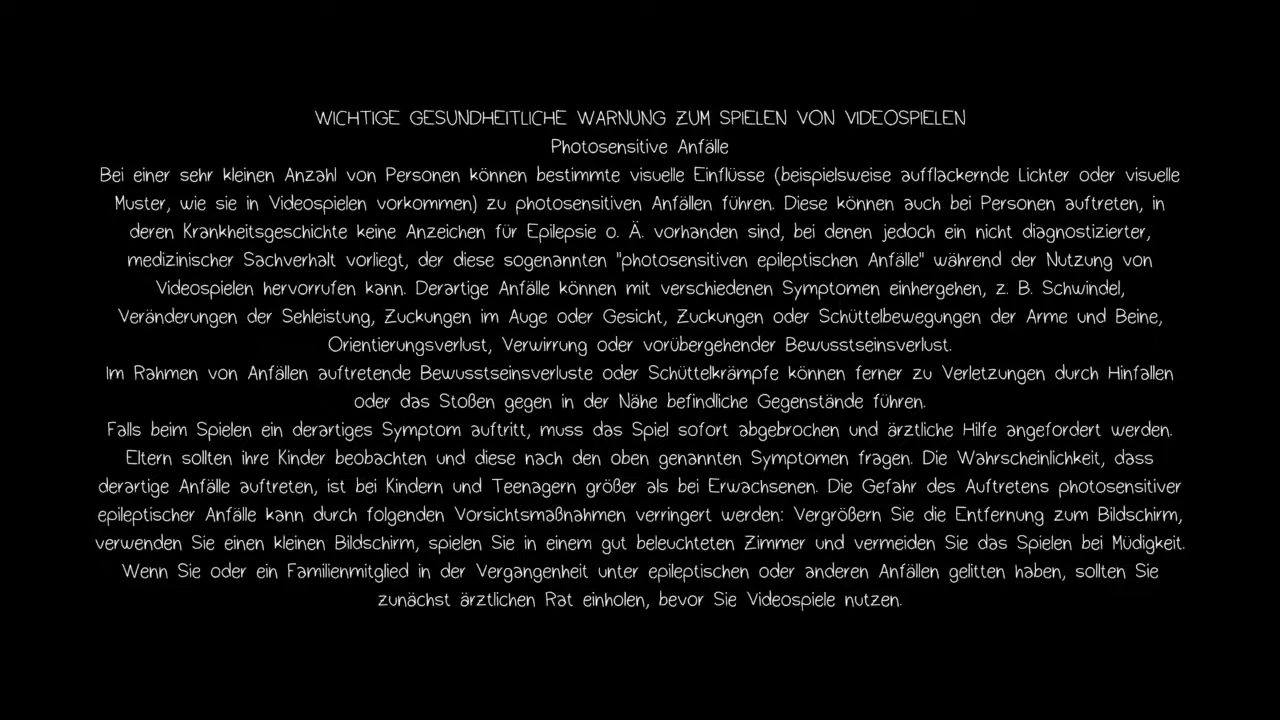 WICHTIGE GESUNDHEITLICHE WARNUNG ZUM SPIELEN VON VIDEOSPIELEN
Photosensitive Anfälle
Bei einer sehr kleinen Anzahl von Personen können bestimmte visuelle Einflüsse (beispielsweise aufflackernde Lichter oder visuelle
Muster, wie sie in Videospielen vorkommen) zu photosensitiven Anfällen führen. Diese können auch bei Personen auftreten, in
deren Krankheitsgeschichte keine Anzeichen für Epilepsie o. Ä. vorhanden sind, bei denen jedoch ein nicht diagnostizierter,
medizinischer Sachverhalt vorliegt, der diese sogenannten "photosensitiven epileptischen Anfälle" während der Nutzung von
Videospielen hervorrufen kann. Derartige Anfälle können mit verschiedenen Symptomen einhergehen, z. B. Schwindel,
Veränderungen der Sehleistung, Zuckungen im Auge oder Gesicht, Zuckungen oder Schüttelbewegungen der Arme und Beine,
Orientierungsverlust, Verwirrung oder vorübergehender Bewusstseinsverlust.
Im Rahmen von Anfällen auftretende Bewusstseinsverluste oder Schüttelkrämpfe können ferner zu Verletzungen durch Hinfallen
oder das Stoßen gegen in der Nähe befindliche Gegenstände führen.
Falls beim Spielen ein derartiges Symptom auftritt, muss das Spiel sofort abgebrochen und ärztliche Hilfe angefordert werden.
Eltern sollten ihre Kinder beobachten und diese nach den oben genannten Symptomen fragen. Die Wahrscheinlichkeit, dass
derartige Anfälle auftreten, ist bei Kindern und Teenagern größer als bei Erwachsenen. Die Gefahr des Auftretens photosensitiver
epileptischer Anfälle kann durch folgenden Vorsichtsmaßnahmen verringert werden: Vergrößern Sie die Entfernung zum Bildschirm,
verwenden Sie einen kleinen Bildschirm, spielen Sie in einem gut beleuchteten Zimmer und vermeiden Sie das Spielen bei Müdigkeit.
Wenn Sie oder ein Familienmitglied in der Vergangenheit unter epileptischen oder anderen Anfällen gelitten haben, sollten Sie
zunächst ärztlichen Rat einholen, bevor Sie Videospiele nutzen.